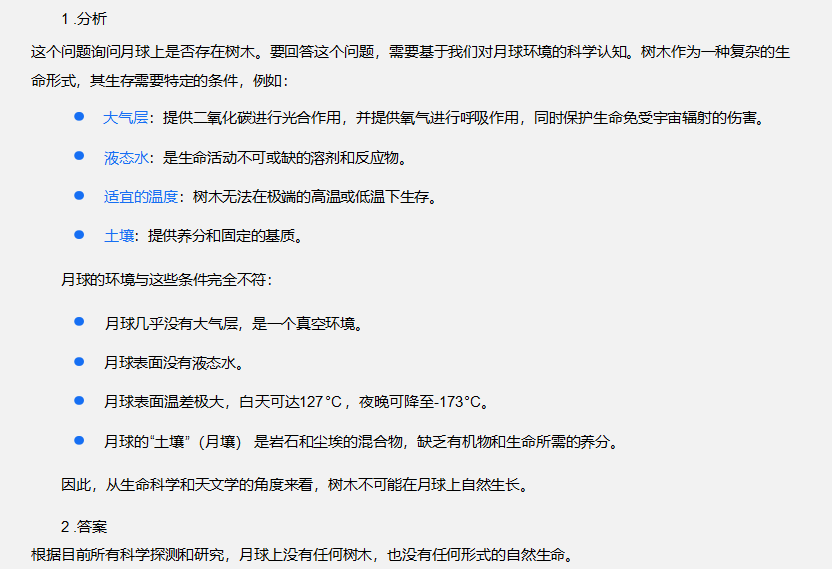 1 .分析
这个问题询问月球上是否存在树木。要回答这个问题，需要基于我们对月球环境的科学认知。树木作为一种复杂的生
命形式，其生存需要特定的条件，例如：
大气层：提供二氧化碳进行光合作用，并提供氧气进行呼吸作用，同时保护生命免受宇宙辐射的伤害。
液态水：是生命活动不可或缺的溶剂和反应物。
适宜的温度：树木无法在极端的高温或低温下生存。
土壤：提供养分和固定的基质。
月球的环境与这些条件完全不符：
月球几乎没有大气层，是一个真空环境。
月球表面没有液态水。
月球表面温差极大，白天可达127°C，夜晚可降至-173°C。
月球的“土壤”（月壤） 是岩石和尘埃的混合物，缺乏有机物和生命所需的养分。
因此，从生命科学和天文学的角度来看，树木不可能在月球上自然生长。
2 .答案
根据目前所有科学探测和研究，月球上没有任何树木，也没有任何形式的自然生命。